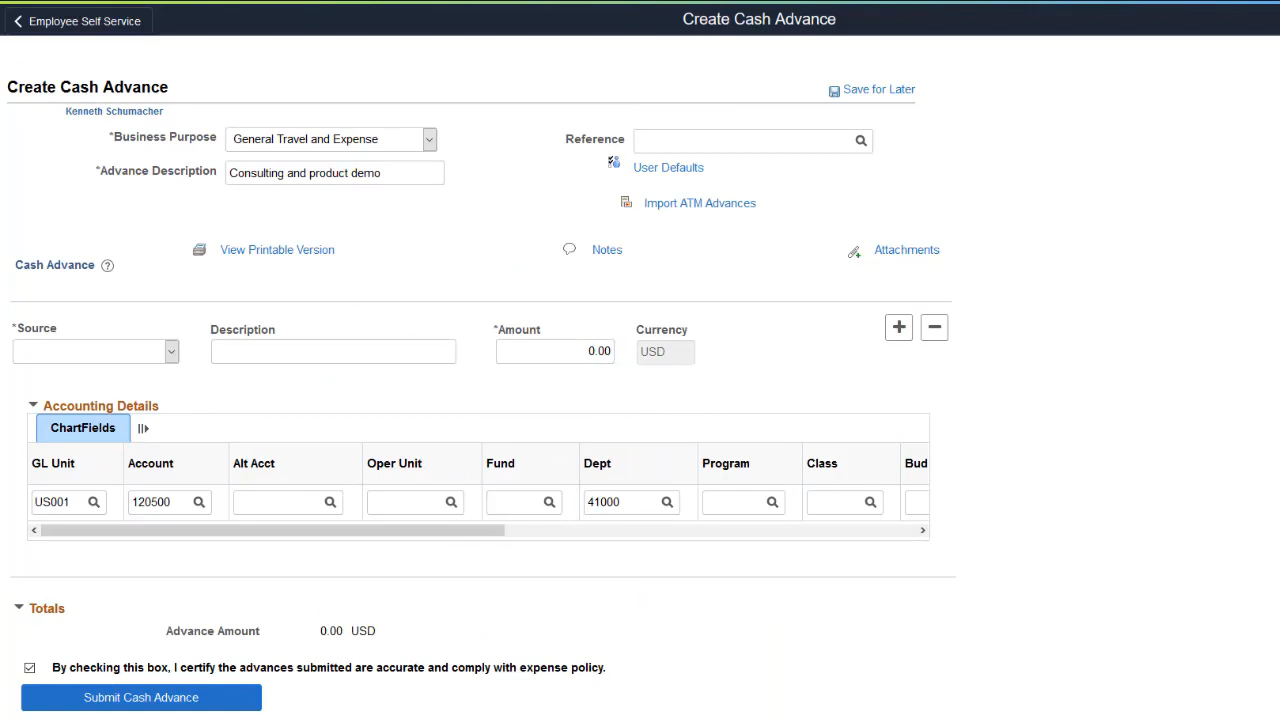 Employee Self Service
Create Cash Advance
Create Cash Advance
Save for Later
Kenneth Schumacher
*Business Purpose General Travel and Expense Reference
*Advance Description Consulting and product demo User Defaults
Import ATM Advances
View Printable Version Notes Attachments
Cash Advance ?
*Source Description *Amount Currency
0.00 USD
Accounting Details
ChartFields
GL Unit Account Alt Acct Oper Unit Fund Dept Program Class Bud
US001 120500 41000
Totals
Advance Amount 0.00 USD
By checking this box, I certify the advances submitted are accurate and comply with expense policy.
Submit Cash Advance